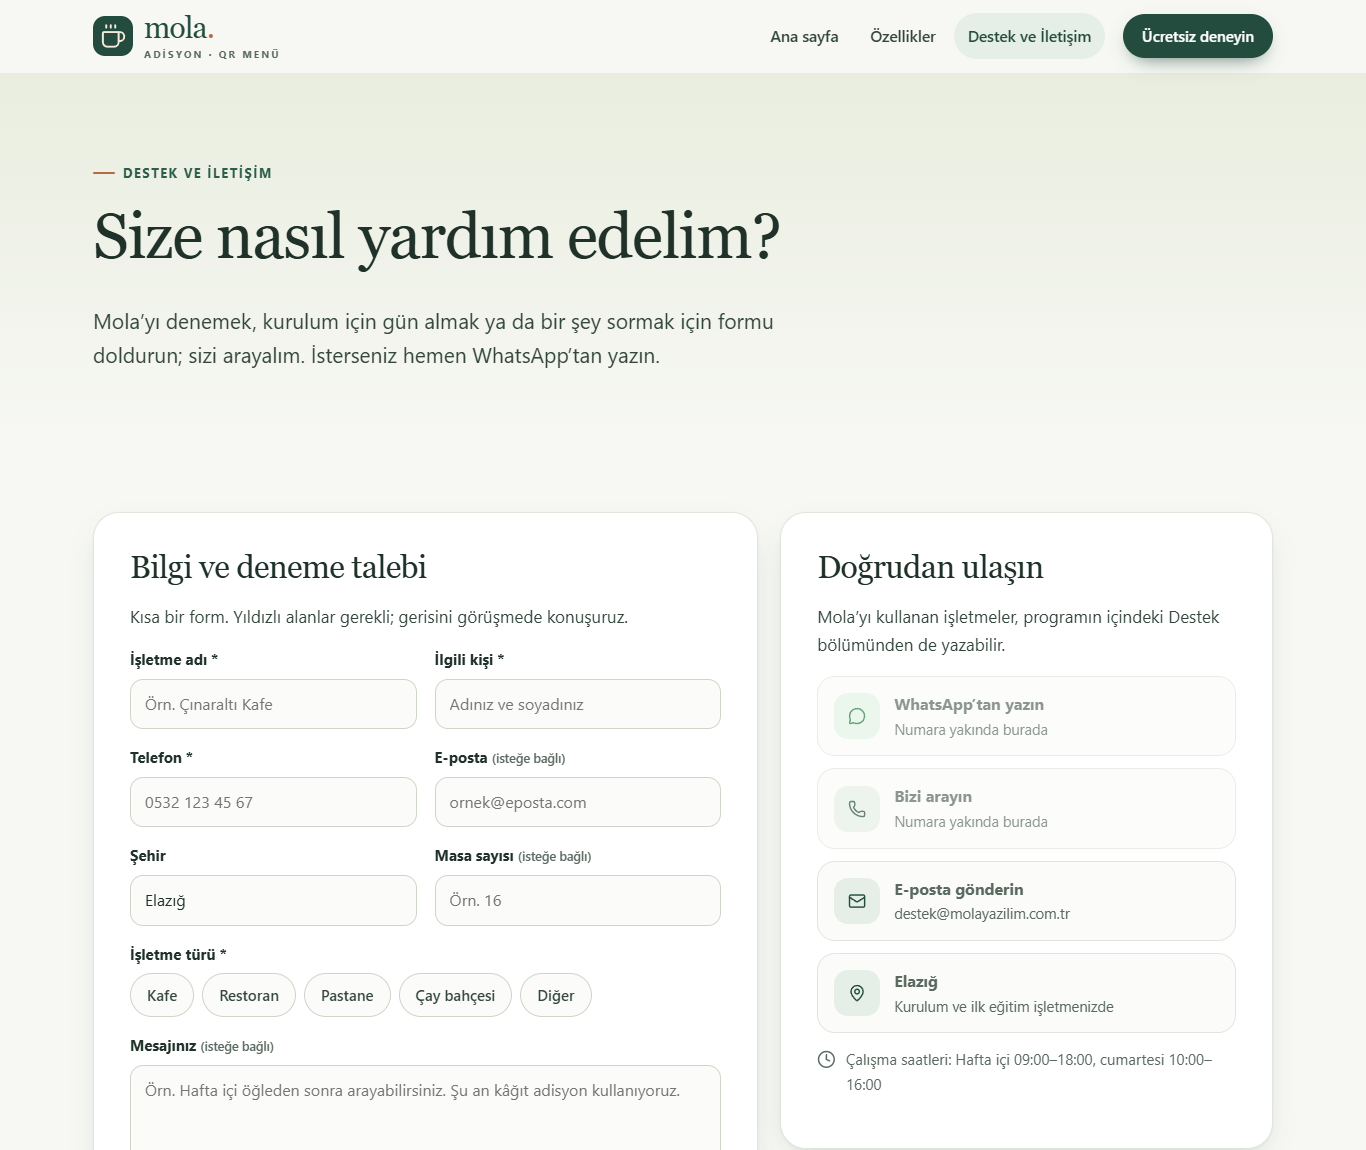 mola.
ADİSYON · QR MENÜ
Ana sayfa
Özellikler
Destek ve İletişim
Ücretsiz deneyin
DESTEK VE İLETİŞİM
Size nasıl yardım edelim?
Mola’yı denemek, kurulum için gün almak ya da bir şey sormak için formu
doldurun; sizi arayalım. İsterseniz hemen WhatsApp’tan yazın.
Bilgi ve deneme talebi
Kısa bir form. Yıldızlı alanlar gerekli; gerisini görüşmede konuşuruz.
İşletme adı *
İlgili kişi *
Örn. Çınaraltı Kafe
Adınız ve soyadınız
Telefon *
E-posta (isteğe bağlı)
0532 123 45 67
ornek@eposta.com
Şehir
Masa sayısı (isteğe bağlı)
Elazığ
Örn. 16
İşletme türü *
Kafe
Restoran
Pastane
Çay bahçesi
Diğer
Mesajınız (isteğe bağlı)
Örn. Hafta içi öğleden sonra arayabilirsiniz. Şu an kâğıt adisyon kullanıyoruz.
Doğrudan ulaşın
Mola’yı kullanan işletmeler, programın içindeki Destek
bölümünden de yazabilir.
WhatsApp’tan yazın
Numara yakında burada
Bizi arayın
Numara yakında burada
E-posta gönderin
destek@molayazilim.com.tr
Elazığ
Kurulum ve ilk eğitim işletmenizde
Çalışma saatleri: Hafta içi 09:00–18:00, cumartesi 10:00–
16:00